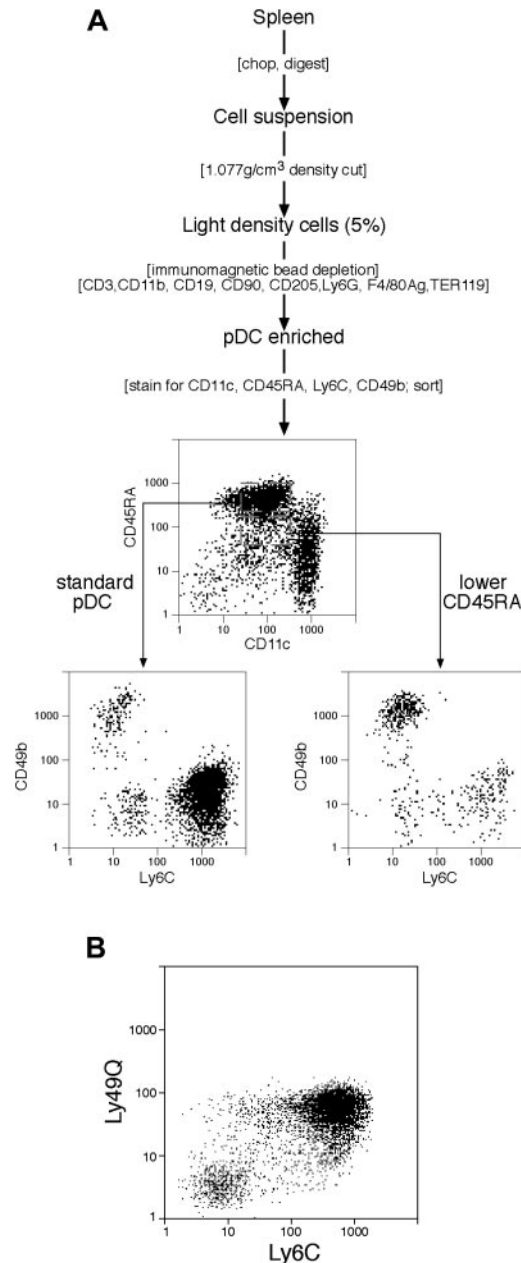 A
Spleen
[chop, digest]
Cell suspension
[1.077g/cm³ density cut]
Light density cells (5%)
[immunomagnetic bead depletion]
[CD3,CD11b, CD19, CD90, CD205,Ly6G, F4/80Ag,TER119]
pDC enriched
[stain for CD11c, CD45RA, Ly6C, CD49b; sort]
CD45RA
1000
100
10
1
1 10 100 1000
CD11c
standard
pDC
lower
CD45RA
CD49b
1000
100
10
1
1 10 100 1000
Ly6C
CD49b
1000
100
10
1
1 10 100 1000
Ly6C
B
Ly49Q
1000
100
10
1
1 10 100 1000
Ly6C